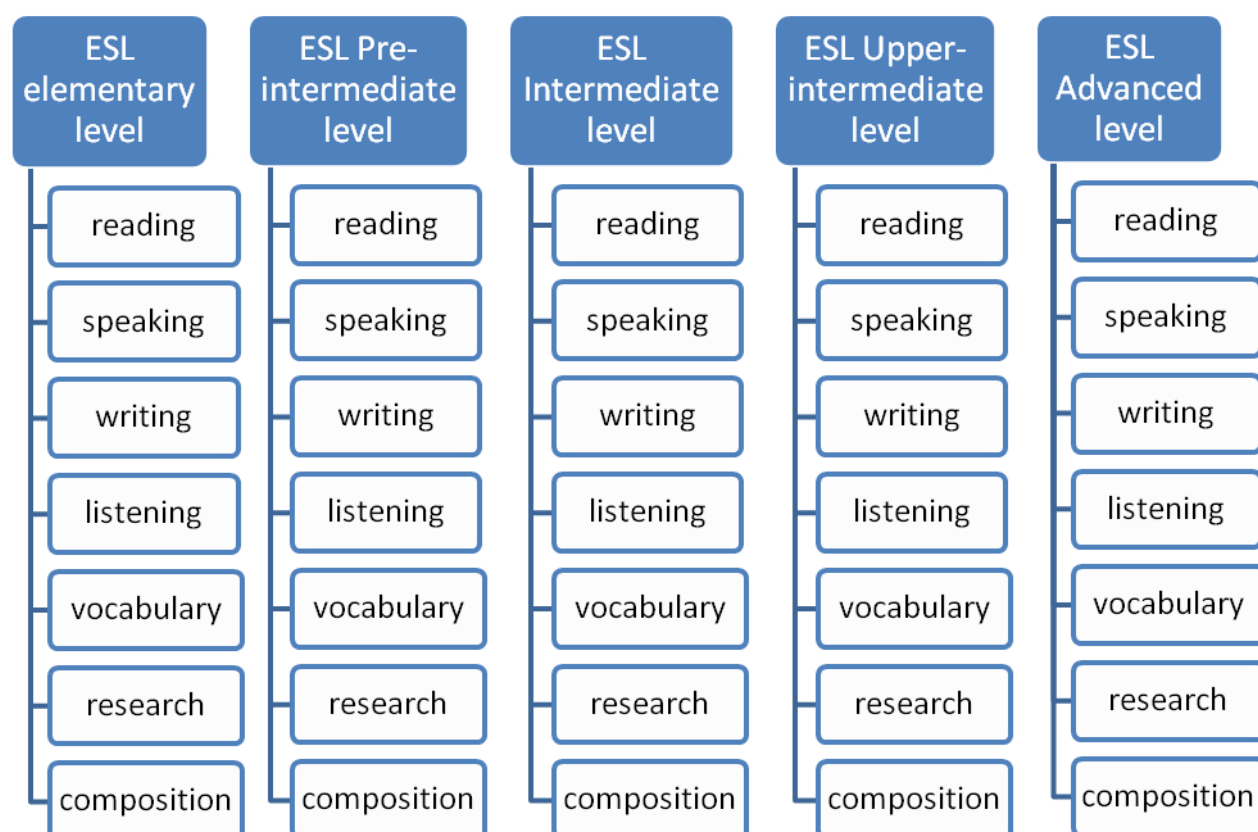 ESL
elementary
level
reading
speaking
writing
listening
vocabulary
research
composition
ESL Pre-
intermediate
level
reading
speaking
writing
listening
vocabulary
research
composition
ESL
Intermediate
level
reading
speaking
writing
listening
vocabulary
research
composition
ESL Upper-
intermediate
level
reading
speaking
writing
listening
vocabulary
research
composition
ESL
Advanced
level
reading
speaking
writing
listening
vocabulary
research
composition